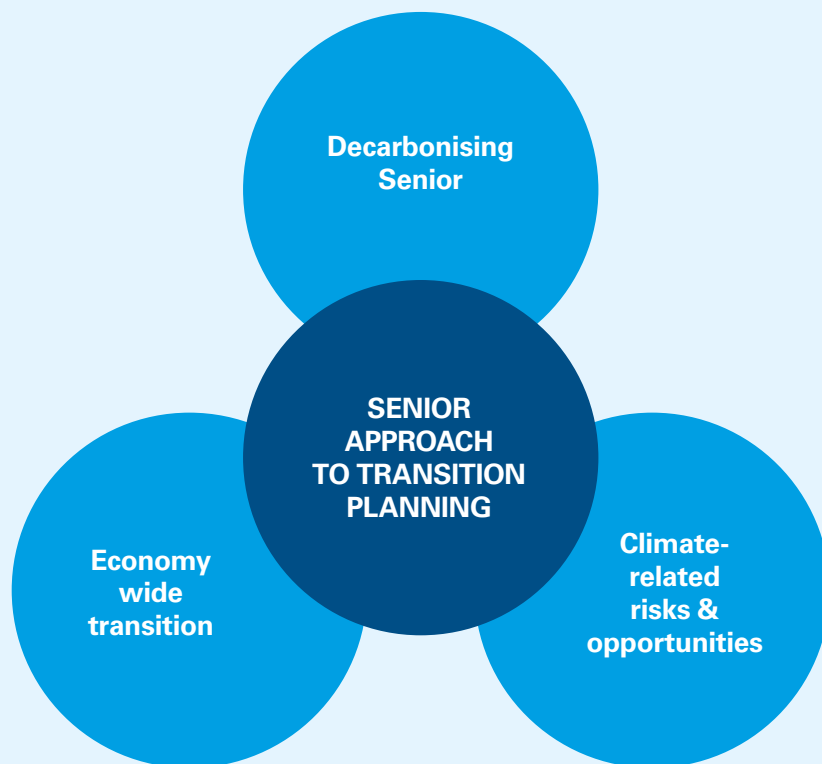 Decarbonising
Senior
SENIOR
APPROACH
TO TRANSITION
PLANNING
Economy
wide
transition
Climate-
related
risks &
opportunities